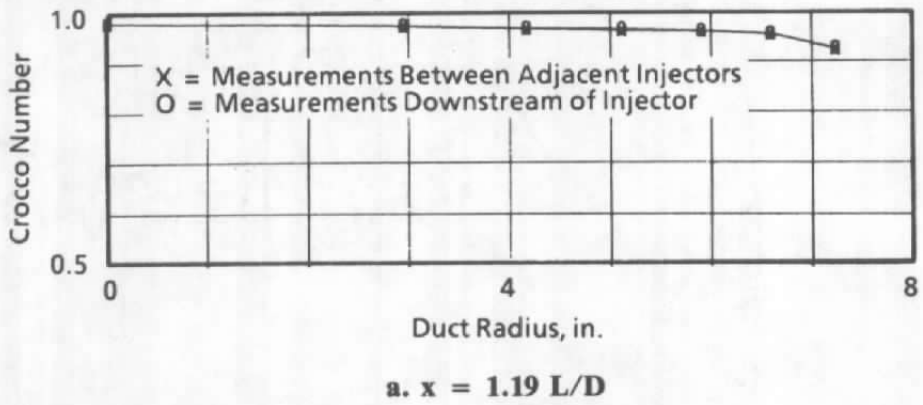 1.0
X = Measurements Between Adjacent Injectors
O = Measurements Downstream of Injector
Crocco Number
0.5
0 4 8
Duct Radius, in.
a. x = 1.19 L/D